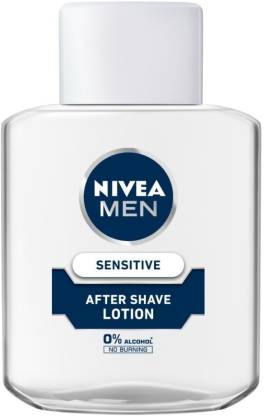 NIVEA
MEN
SENSITIVE
AFTER SHAVE
LOTION
0% ALCOHOL*
NO BURNING